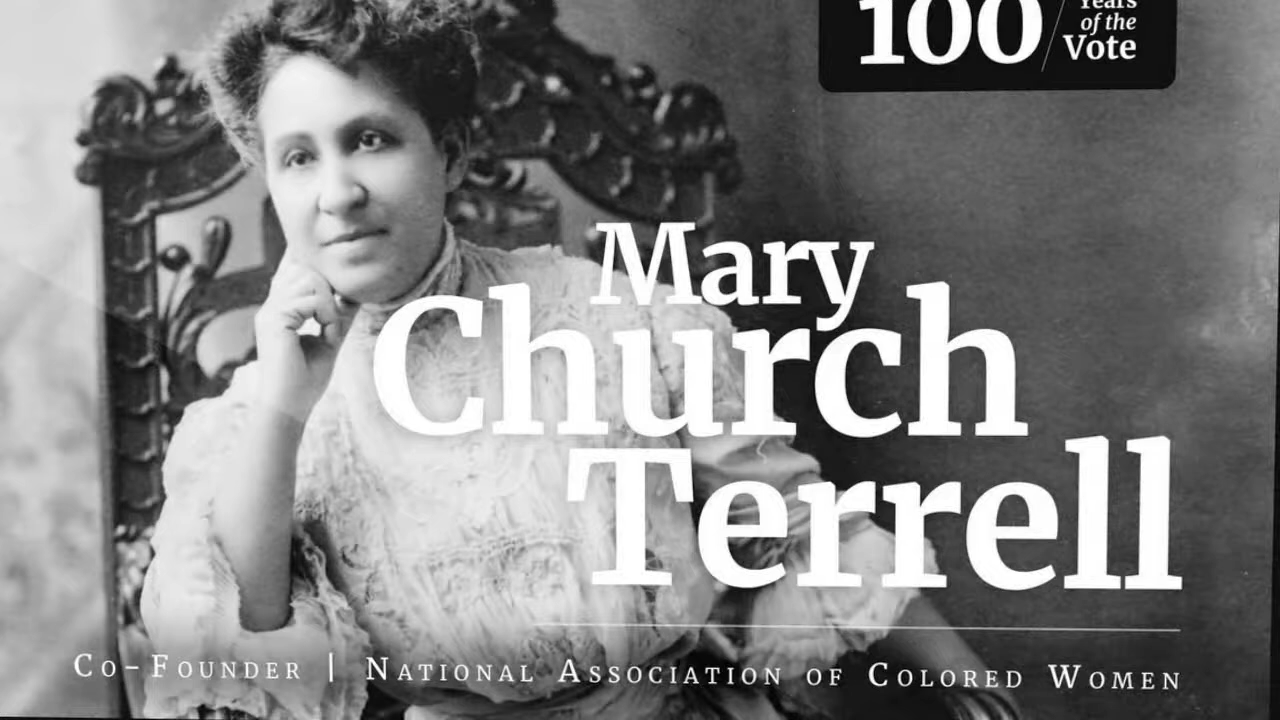 100
Years
of the
Vote
Mary
Church
Terrell
Co-Founder | National Association of Colored Women